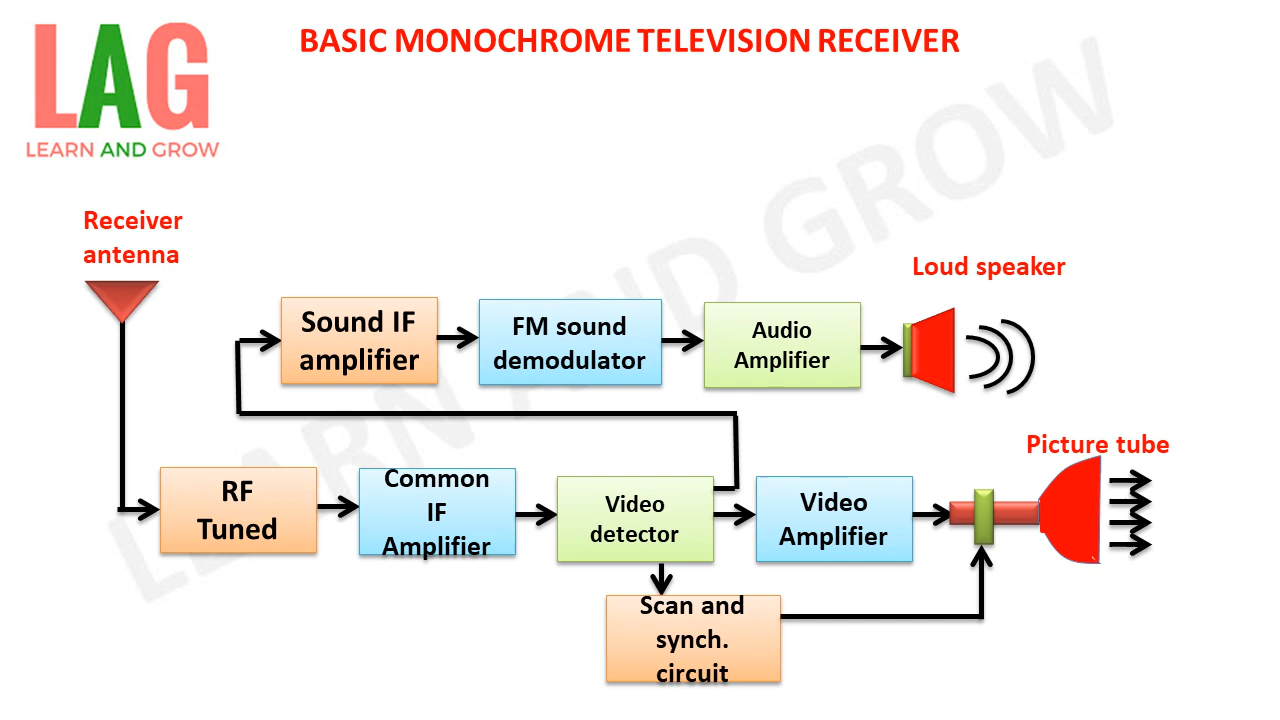 LAG
LEARN AND GROW
BASIC MONOCHROME TELEVISION RECEIVER
LEARN AND GROW
Receiver
antenna
Loud speaker
Sound IF
amplifier
FM sound
demodulator
Audio
Amplifier
Picture tube
RF
Tuned
Common
IF
Amplifier
Video
detector
Video
Amplifier
Scan and
synch.
circuit